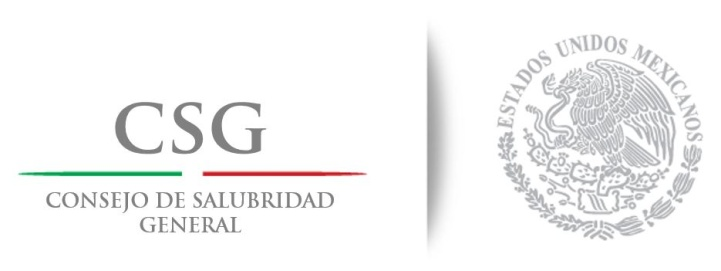 CSG
CONSEJO DE SALUBRIDAD
GENERAL
ESTADOS UNIDOS MEXICANOS